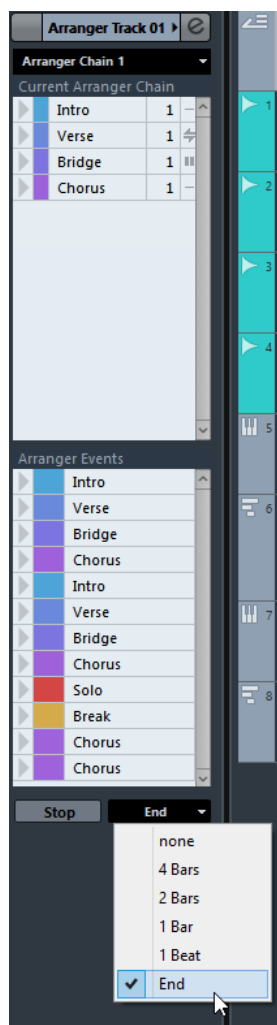 Arranger Track 01 e
Arranger Chain 1
Current Arranger Chain
Intro 1
Verse 1
Bridge 1
Chorus 1
1
2
3
4
Arranger Events
Intro
Verse
Bridge
Chorus
Intro
Verse
Bridge
Chorus
Solo
Break
Chorus
Chorus
5
6
7
8
Stop End
none
4 Bars
2 Bars
1 Bar
1 Beat
End